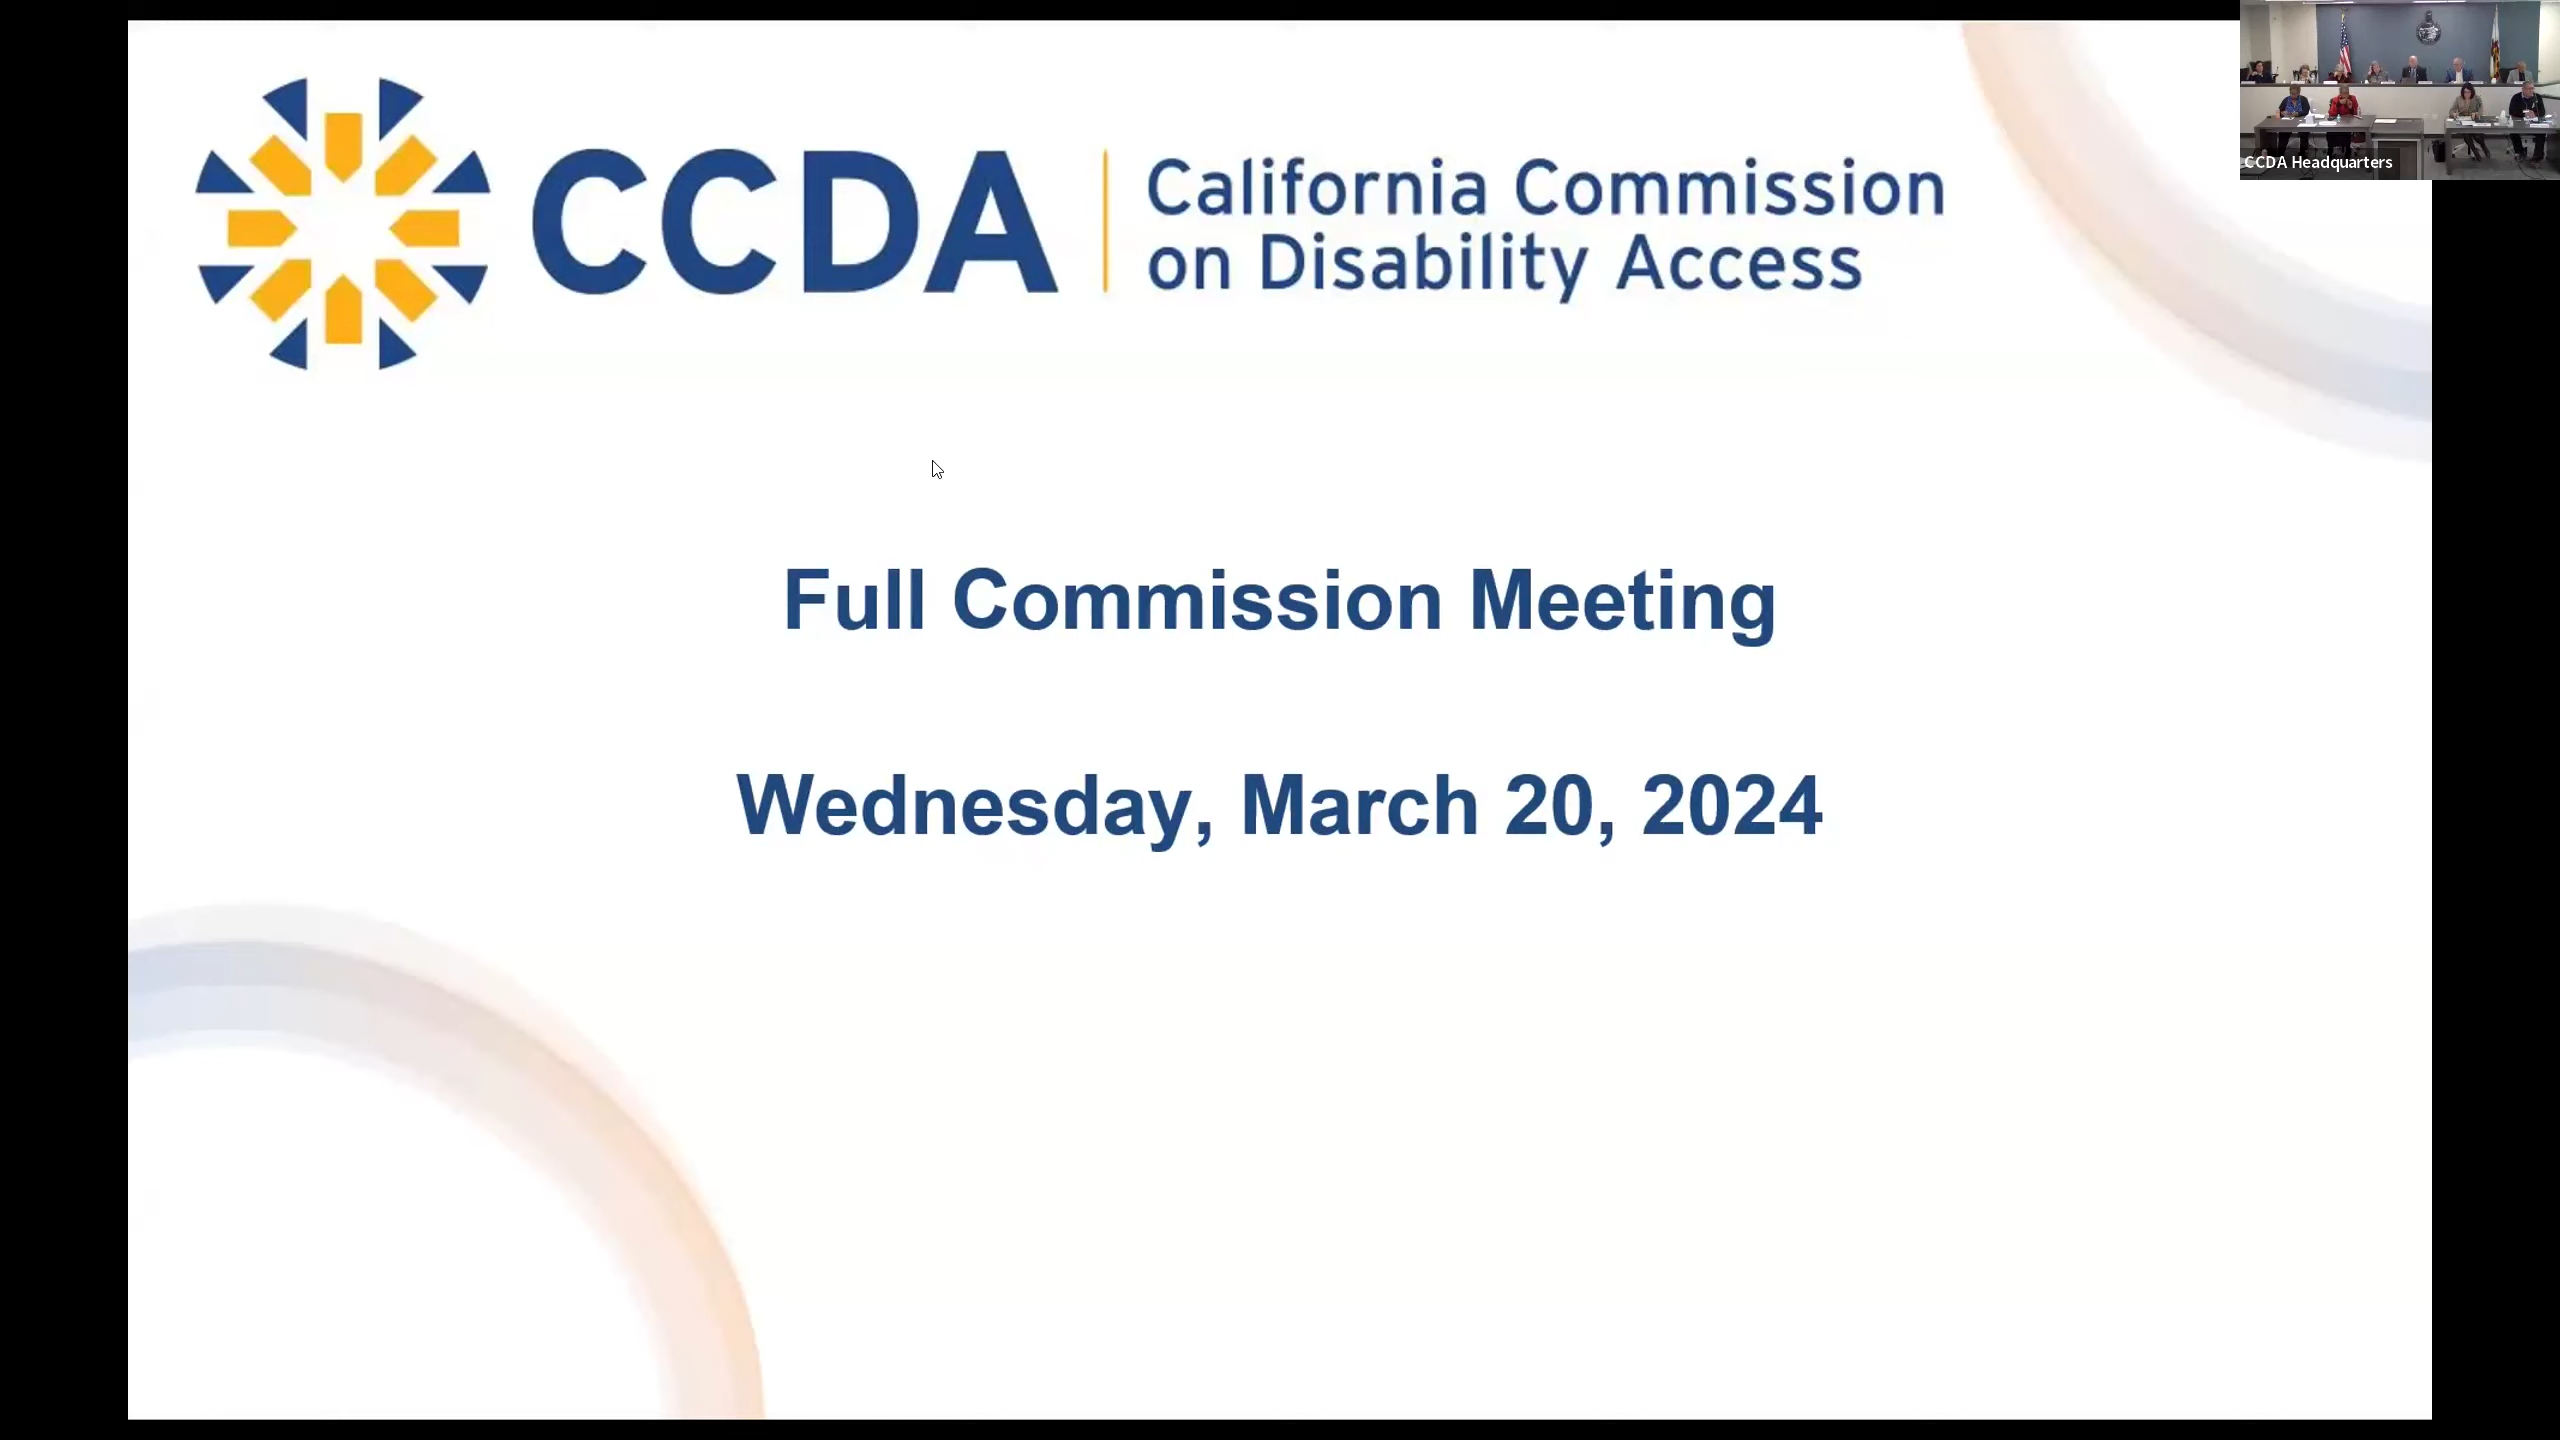 CCDA
California Commission
on Disability Access
CCDA Headquarters
Full Commission Meeting
Wednesday, March 20, 2024